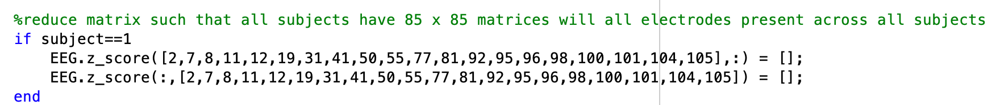 %reduce matrix such that all subjects have 85 x 85 matrices will all electrodes present across all subjects
if subject==1
    EEG.z_score([2,7,8,11,12,19,31,41,50,55,77,81,92,95,96,98,100,101,104,105],:) = [];
    EEG.z_score(:,[2,7,8,11,12,19,31,41,50,55,77,81,92,95,96,98,100,101,104,105]) = [];
end